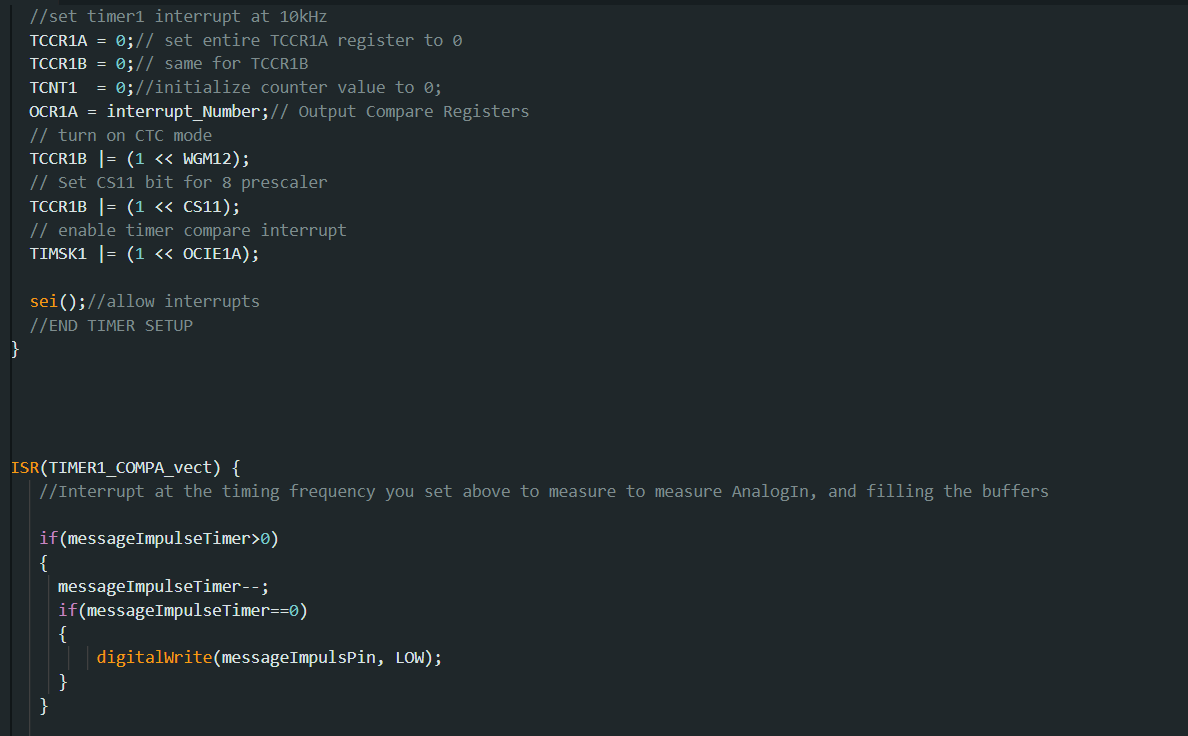 //set timer1 interrupt at 10kHz
TCCR1A = 0;// set entire TCCR1A register to 0
TCCR1B = 0;// same for TCCR1B
TCNT1  = 0;//initialize counter value to 0;
OCR1A = interrupt_Number;// Output Compare Registers
// turn on CTC mode
TCCR1B |= (1 << WGM12);
// Set CS11 bit for 8 prescaler
TCCR1B |= (1 << CS11);
// enable timer compare interrupt
TIMSK1 |= (1 << OCIE1A);
sei();//allow interrupts
//END TIMER SETUP
}
ISR(TIMER1_COMPA_vect) {
//Interrupt at the timing frequency you set above to measure to measure AnalogIn, and filling the buffers
if(messageImpulseTimer>0)
{
messageImpulseTimer--;
if(messageImpulseTimer==0)
{
digitalWrite(messageImpulsPin, LOW);
}
}